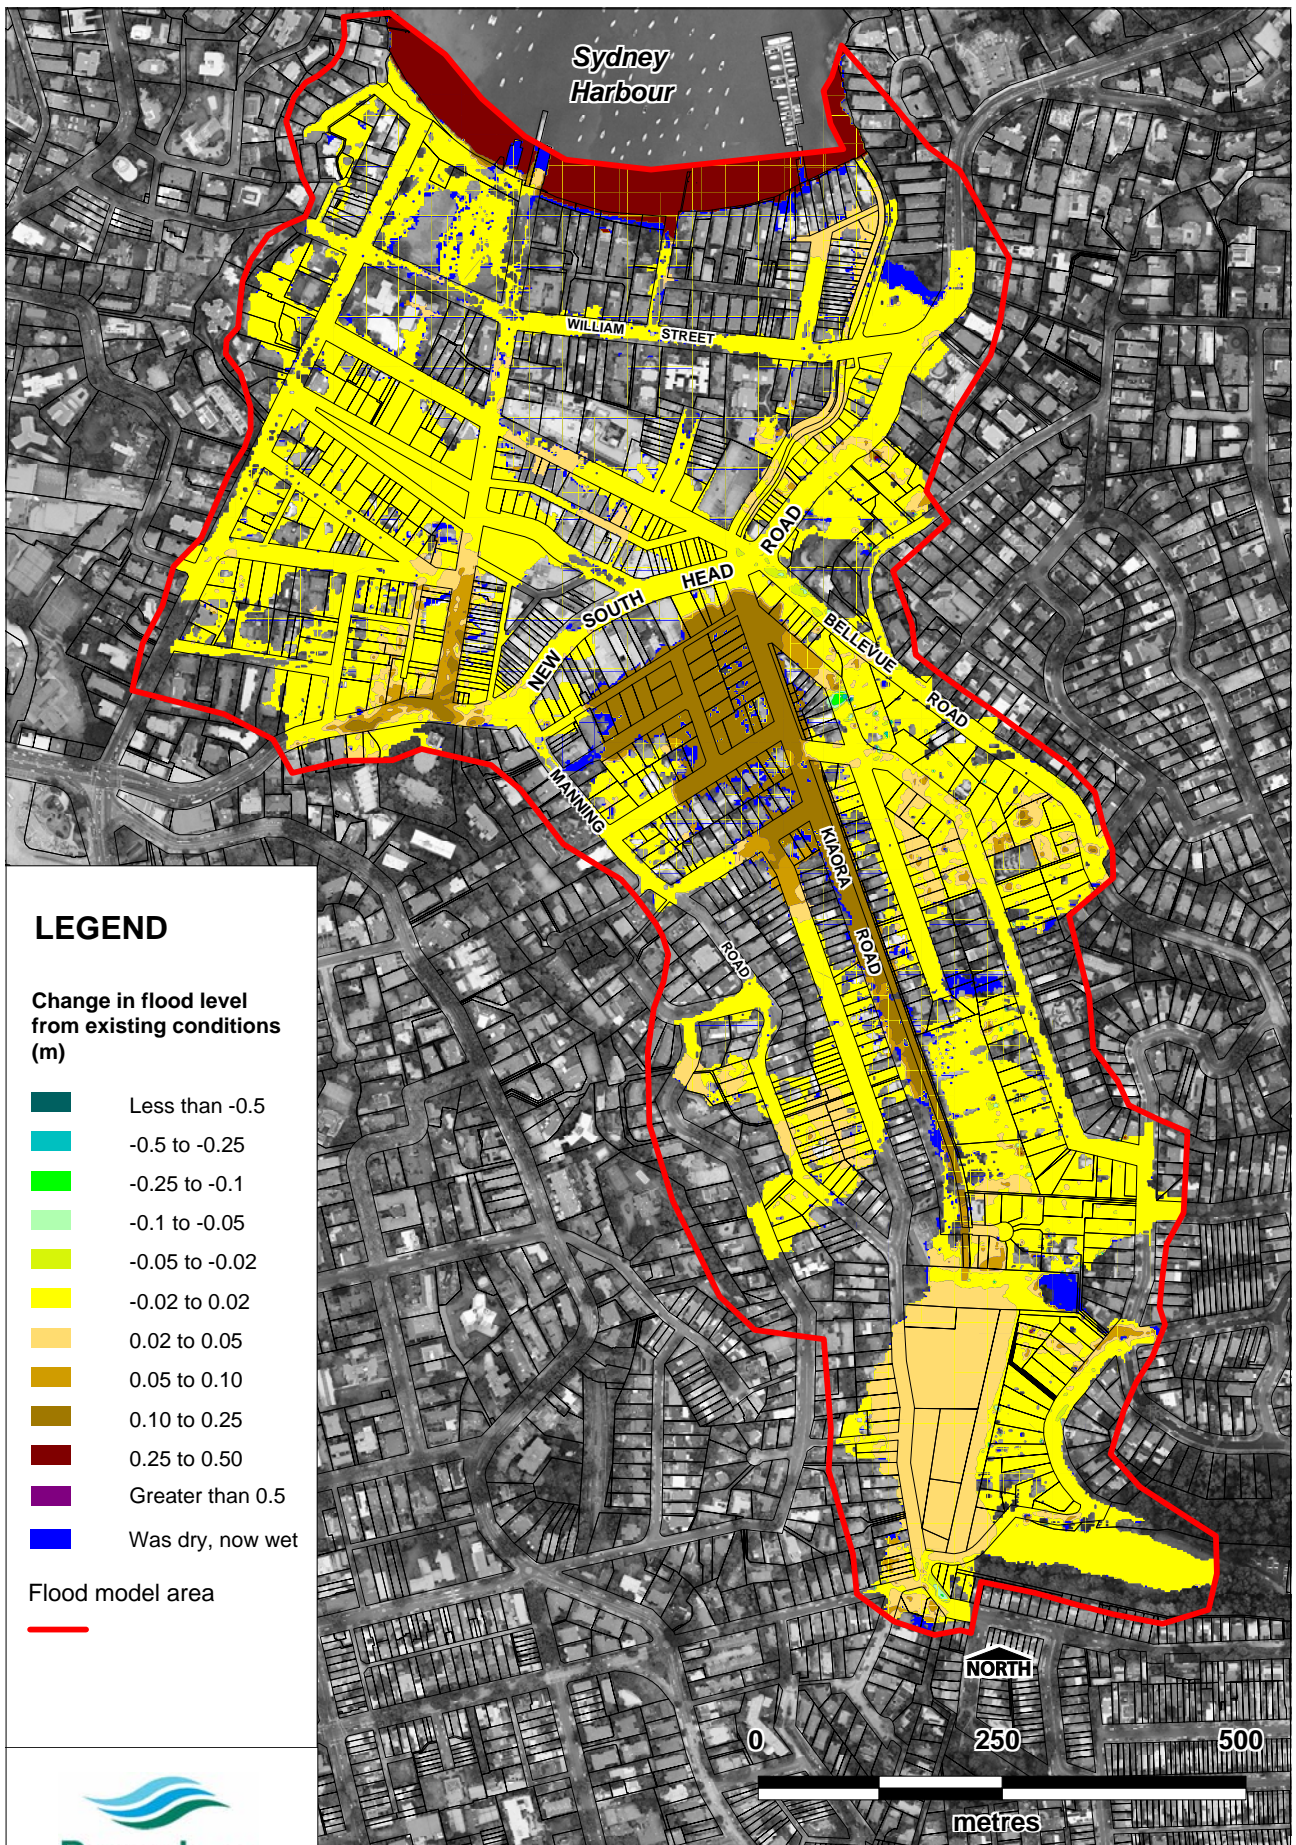 Sydney
Harbour
WILLIAM STREET
ROAD
HEAD
SOUTH
NEW
BELLEVUE
ROAD
MANNING
KIAORA
ROAD
ROAD
LEGEND
Change in flood level
from existing conditions
(m)
Less than -0.5
-0.5 to -0.25
-0.25 to -0.1
-0.1 to -0.05
-0.05 to -0.02
-0.02 to 0.02
0.02 to 0.05
0.05 to 0.10
0.10 to 0.25
0.25 to 0.50
Greater than 0.5
Was dry, now wet
Flood model area
NORTH
0 250 500
metres